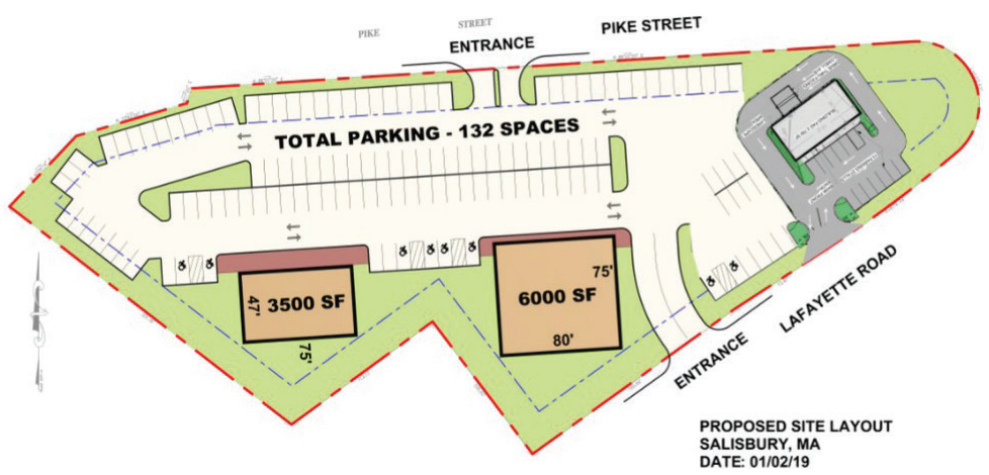 PIKE STREET
PIKE STREET
ENTRANCE
TOTAL PARKING - 132 SPACES
3500 SF
47'
75'
6000 SF
75'
80'
ENTRANCE
LAFAYETTE ROAD
PROPOSED SITE LAYOUT
SALISBURY, MA
DATE: 01/02/19